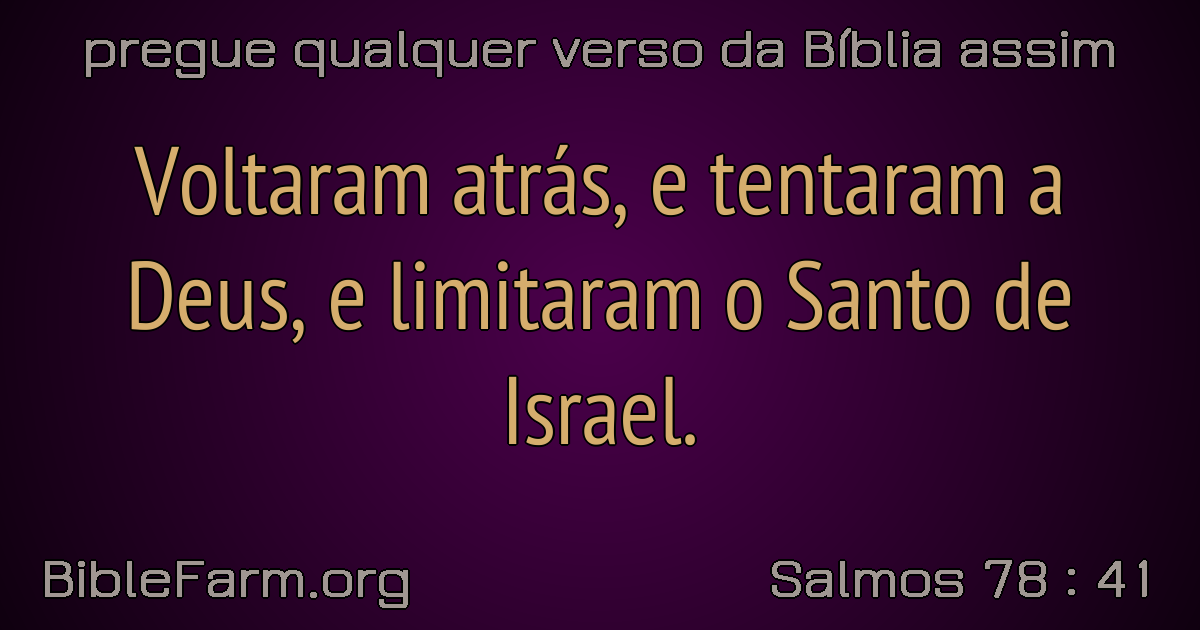 pregue qualquer verso da Bíblia assim
Voltaram atrás, e tentaram a
Deus, e limitaram o Santo de
Israel.
BibleFarm.org
Salmos 78 : 41